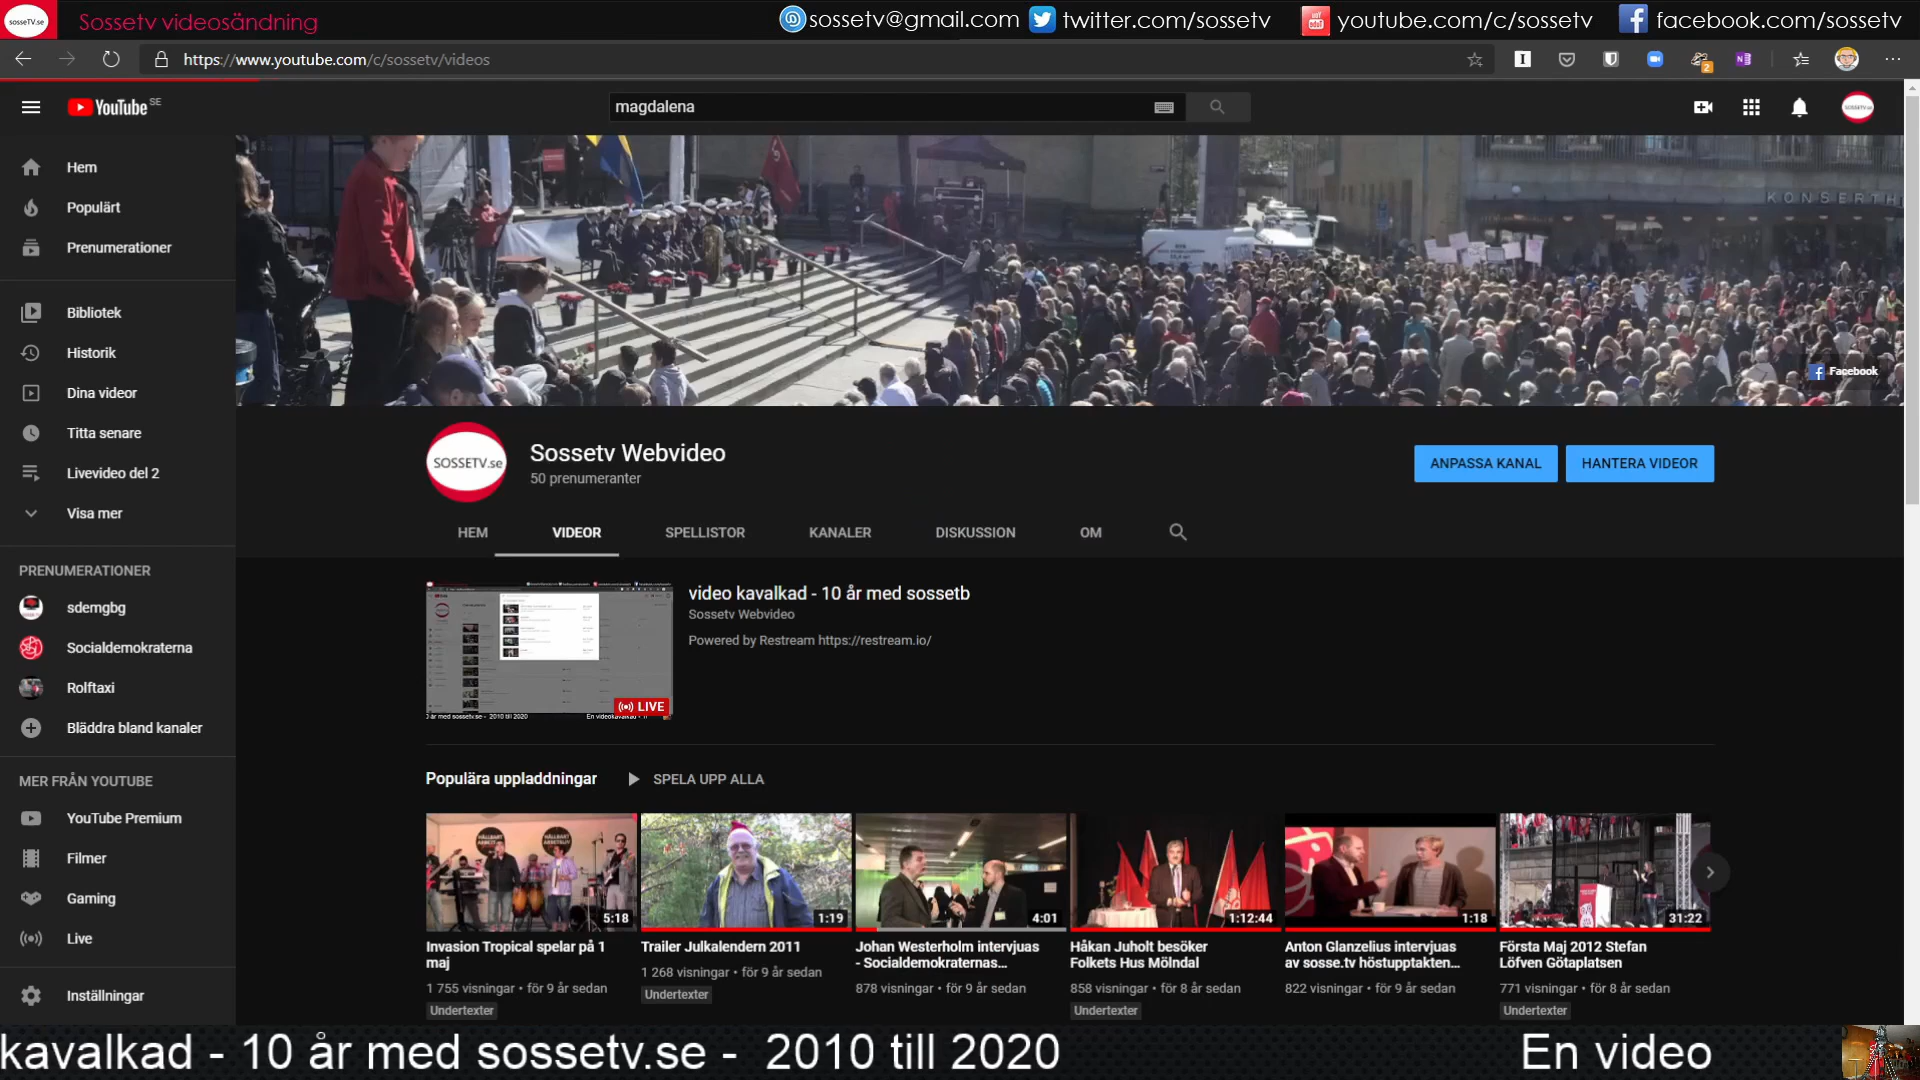 sosseTV.se
Sossetv videosändning
sossetv@gmail.com
twitter.com/sossetv
youtube.com/c/sossetv
facebook.com/sossetv
https://www.youtube.com/c/sossetv/videos
2
YouTube SE
magdalena
Hem
Populärt
Prenumerationer
Bibliotek
Historik
Dina videor
Titta senare
Livevideo del 2
Visa mer
PRENUMERATIONER
sdemgbg
Socialdemokraterna
Rolftaxi
Bläddra bland kanaler
MER FRÅN YOUTUBE
YouTube Premium
Filmer
Gaming
Live
Inställningar
KONSERTH
Facebook
SOSSETV.se
Sossetv Webvideo
50 prenumeranter
ANPASSA KANAL
HANTERA VIDEOR
HEM
VIDEOR
SPELLISTOR
KANALER
DISKUSSION
OM
LIVE
video kavalkad - 10 år med sossetb
Sossetv Webvideo
Powered by Restream https://restream.io/
Populära uppladdningar
SPELA UPP ALLA
5:18
Invasion Tropical spelar på 1
maj
1 755 visningar • för 9 år sedan
Undertexter
1:19
Trailer Julkalendern 2011
1 268 visningar • för 9 år sedan
Undertexter
4:01
Johan Westerholm intervjuas
- Socialdemokraternas...
878 visningar • för 9 år sedan
1:12:44
Håkan Juholt besöker
Folkets Hus Mölndal
858 visningar • för 8 år sedan
Undertexter
1:18
Anton Glanzelius intervjuas
av sosse.tv höstupptakten...
822 visningar • för 9 år sedan
31:22
Första Maj 2012 Stefan
Löfven Götaplatsen
771 visningar • för 8 år sedan
Undertexter
kavalkad - 10 år med sossetv.se - 2010 till 2020
En video